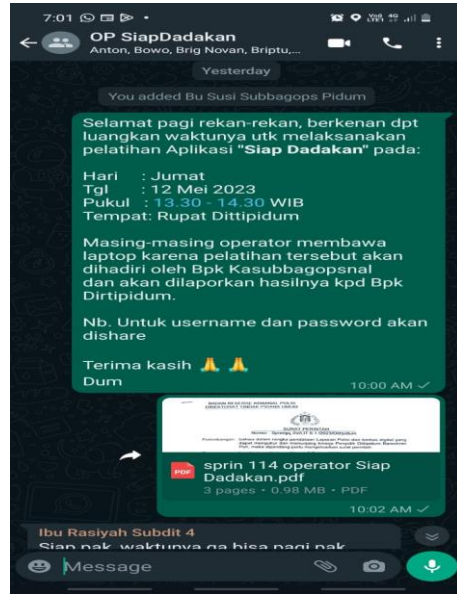 7:01
OP SiapDadakan
Anton, Bowo, Brig Novan, Briptu,...
Yesterday
You added Bu Susi Subbagops Pidum
Selamat pagi rekan-rekan, berkenan dpt
luangkan waktunya utk melaksanakan
pelatihan Aplikasi "Siap Dadakan" pada:
Hari : Jumat
Tgl : 12 Mei 2023
Pukul : 13.30 - 14.30 WIB
Tempat: Rupat Dittipidum
Masing-masing operator membawa
laptop karena pelatihan tersebut akan
dihadiri oleh Bpk Kasubbagopsnal
dan akan dilaporkan hasilnya kpd Bpk
Dirtipidum.
Nb. Untuk username dan password akan
dishare
Terima kasih 🙏 🙏
Dum
10:00 AM ✓
SURAT PERINTAH
PDF
sprin 114 operator Siap
Dadakan.pdf
3 pages • 0.98 MB • PDF
10:02 AM ✓
Ibu Rasiyah Subdit 4
Siap pak, waktunya ga bisa pagi pak
Message